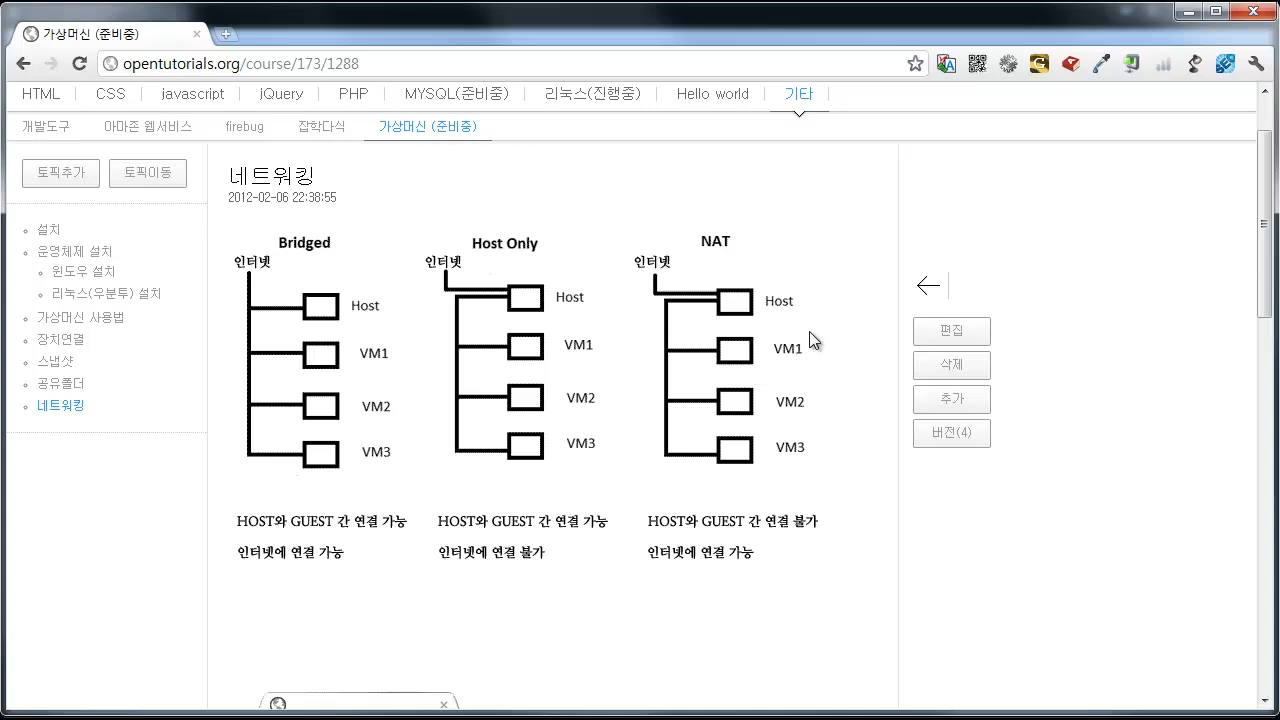 가상머신 (준비중)
opentutorials.org/course/173/1288
HTML CSS javascript jQuery PHP MYSQL(준비중) 리눅스(진행중) Hello world 기타
개발도구 아마존 웹서비스 firebug 잡학다식 가상머신 (준비중)
토픽추가 토픽이동
설치
운영체제 설치
윈도우 설치
리눅스(우분투) 설치
가상머신 사용법
장치연결
스냅샷
공유폴더
네트워킹
네트워킹
2012-02-06 22:38:55
Bridged
인터넷
Host
VM1
VM2
VM3
HOST와 GUEST 간 연결 가능
인터넷에 연결 가능
Host Only
인터넷
Host
VM1
VM2
VM3
HOST와 GUEST 간 연결 가능
인터넷에 연결 불가
NAT
인터넷
Host
VM1
VM2
VM3
HOST와 GUEST 간 연결 불가
인터넷에 연결 가능
편집
삭제
추가
버전(4)